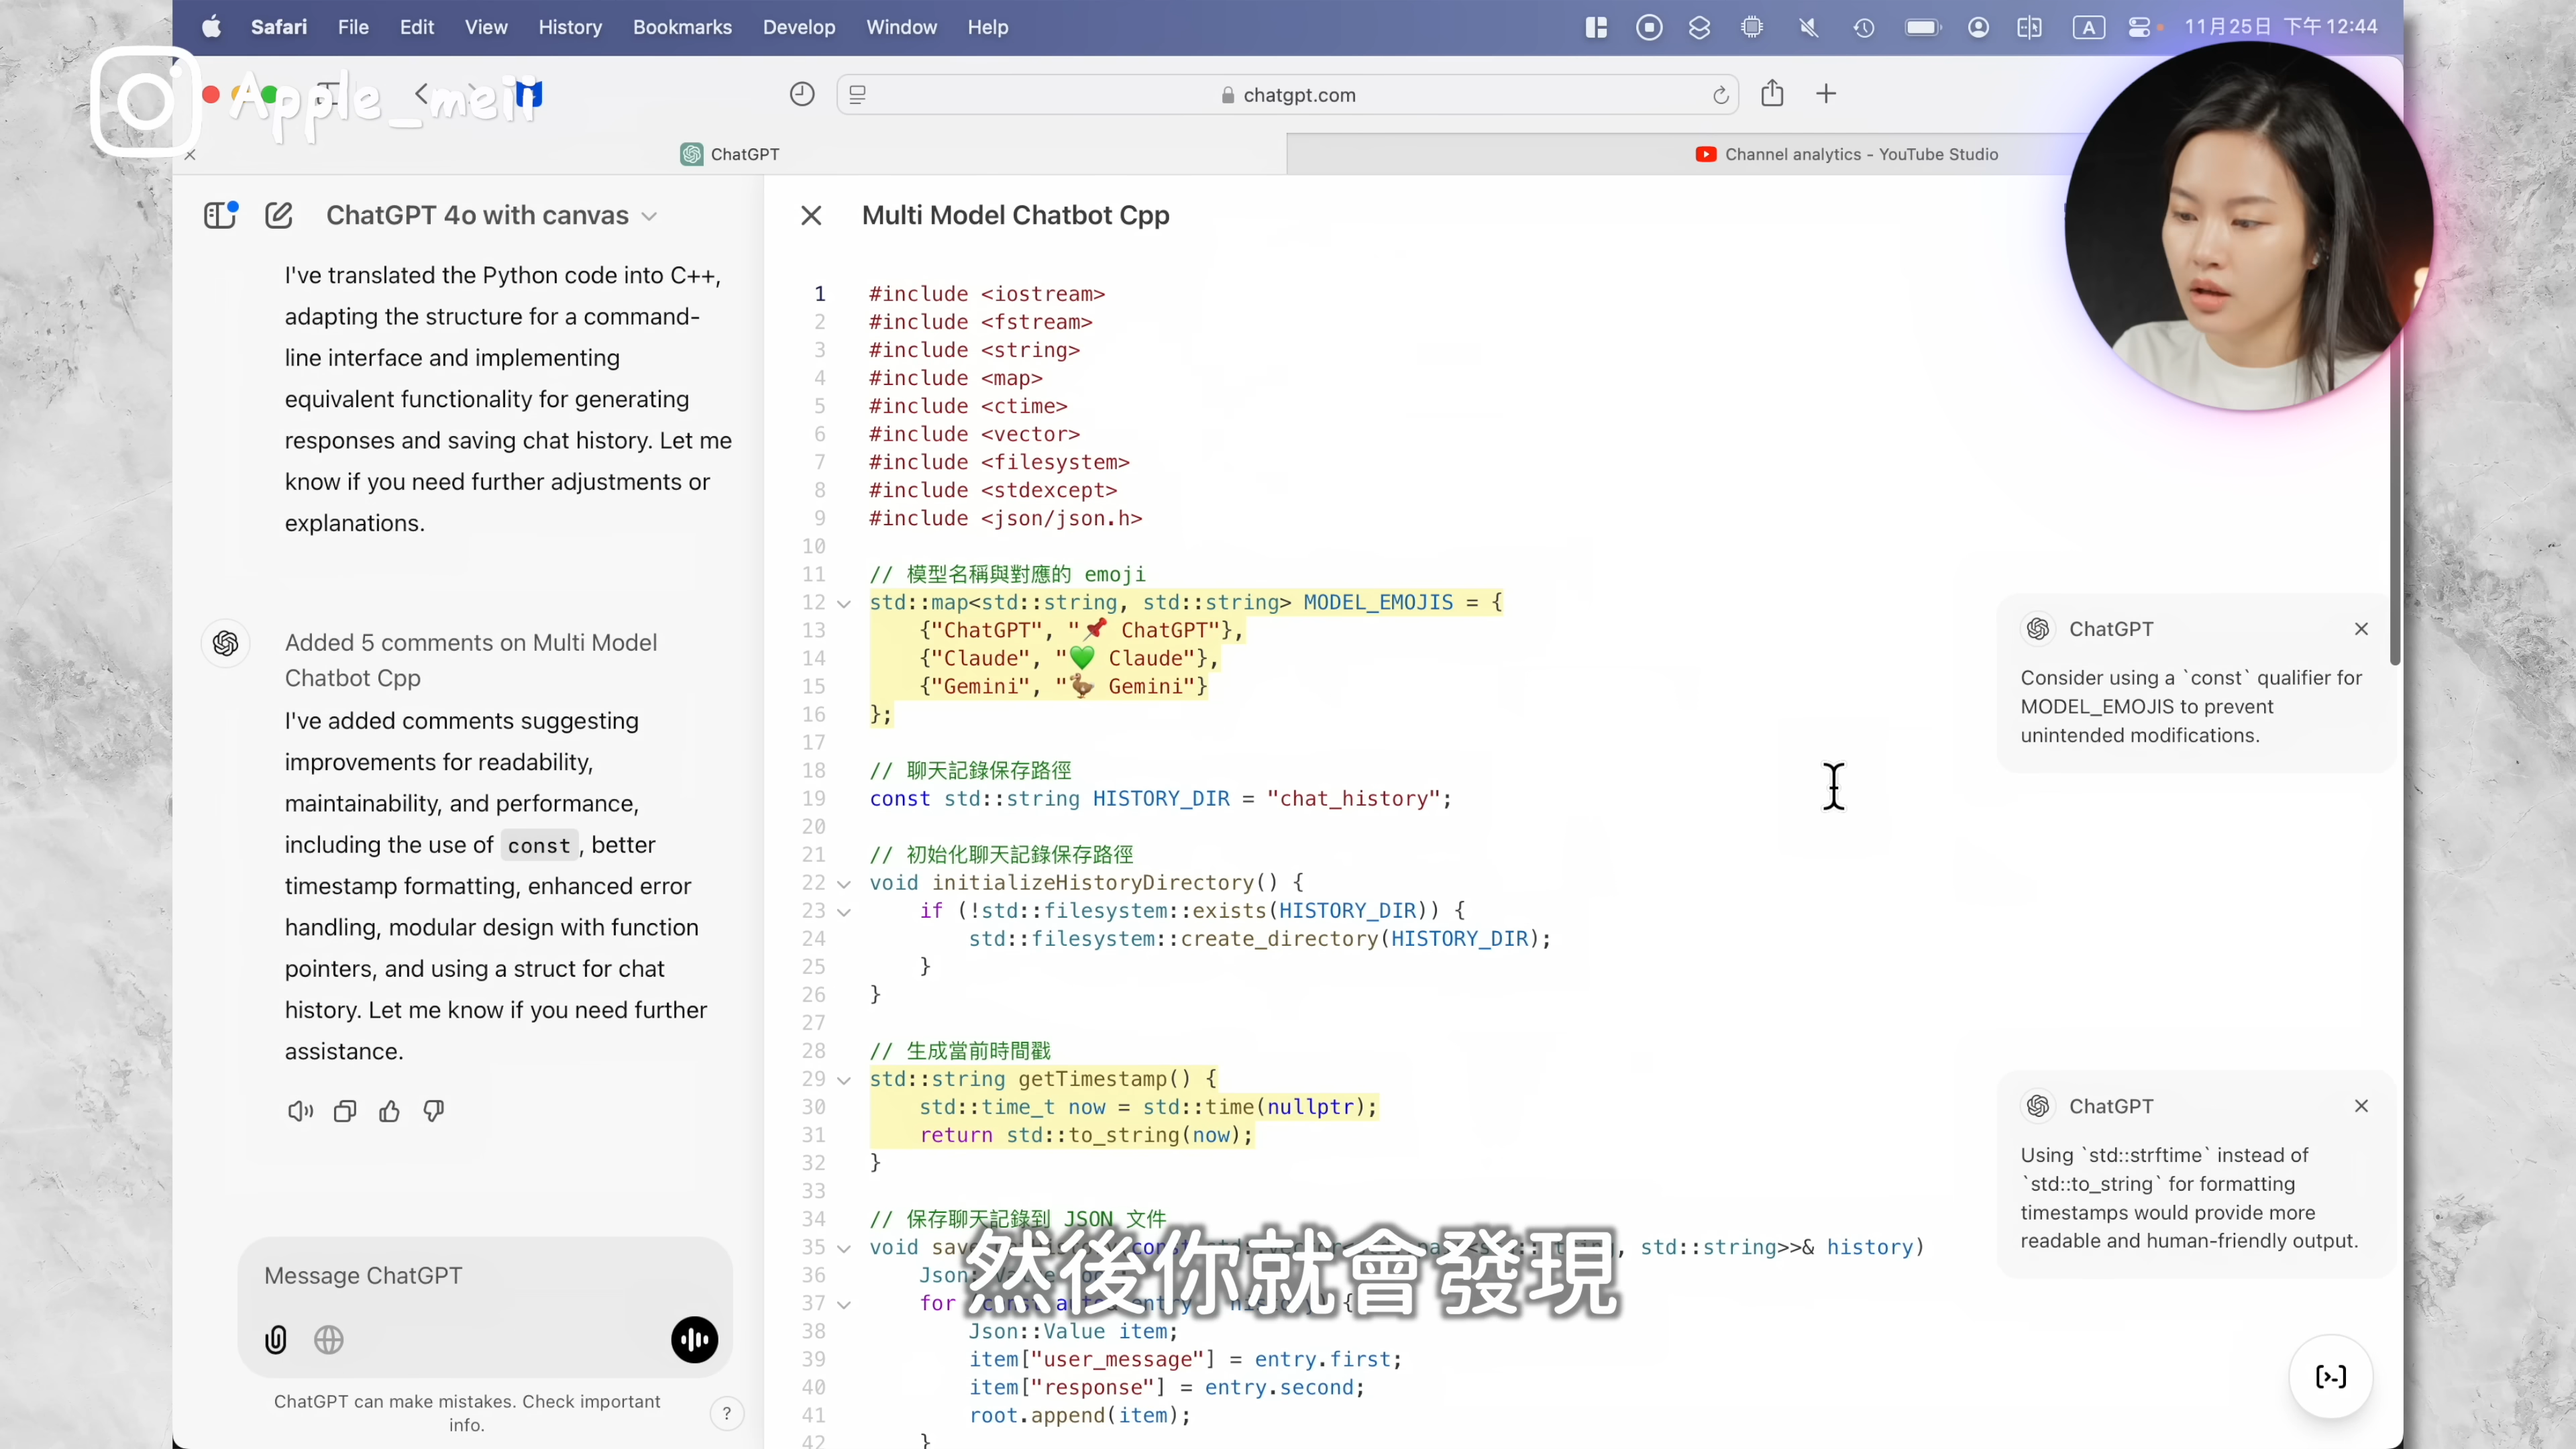 Safari File Edit View History Bookmarks Develop Window Help
A 11月25日 下午12:44
Apple_meii
chatgpt.com
ChatGPT
Channel analytics - YouTube Studio
ChatGPT 4o with canvas
I've translated the Python code into C++,
adapting the structure for a command-
line interface and implementing
equivalent functionality for generating
responses and saving chat history. Let me
know if you need further adjustments or
explanations.
Added 5 comments on Multi Model
Chatbot Cpp
I've added comments suggesting
improvements for readability,
maintainability, and performance,
including the use of const, better
timestamp formatting, enhanced error
handling, modular design with function
pointers, and using a struct for chat
history. Let me know if you need further
assistance.
Message ChatGPT
ChatGPT can make mistakes. Check important
info.
?
Multi Model Chatbot Cpp
1 #include <iostream>
2 #include <fstream>
3 #include <string>
4 #include <map>
5 #include <ctime>
6 #include <vector>
7 #include <filesystem>
8 #include <stdexcept>
9 #include <json/json.h>
10
11 // 模型名稱與對應的 emoji
12 std::map<std::string, std::string> MODEL_EMOJIS = {
13 {"ChatGPT", "📌 ChatGPT"},
14 {"Claude", "💚 Claude"},
15 {"Gemini", "🦆 Gemini"}
16 };
17
18 // 聊天記錄保存路徑
19 const std::string HISTORY_DIR = "chat_history";
20
21 // 初始化聊天記錄保存路徑
22 void initializeHistoryDirectory() {
23 if (!std::filesystem::exists(HISTORY_DIR)) {
24 std::filesystem::create_directory(HISTORY_DIR);
25 }
26 }
27
28 // 生成當前時間戳
29 std::string getTimestamp() {
30 std::time_t now = std::time(nullptr);
31 return std::to_string(now);
32 }
33
34 // 保存聊天記錄到 JSON 文件
35 void , std::string>>& history)
36 Json:
37 for {
38 Json::Value item;
39 item["user_message"] = entry.first;
40 item["response"] = entry.second;
41 root.append(item);
42 }
ChatGPT
Consider using a `const` qualifier for
MODEL_EMOJIS to prevent
unintended modifications.
ChatGPT
Using `std::strftime` instead of
`std::to_string` for formatting
timestamps would provide more
readable and human-friendly output.
然後你就會發現